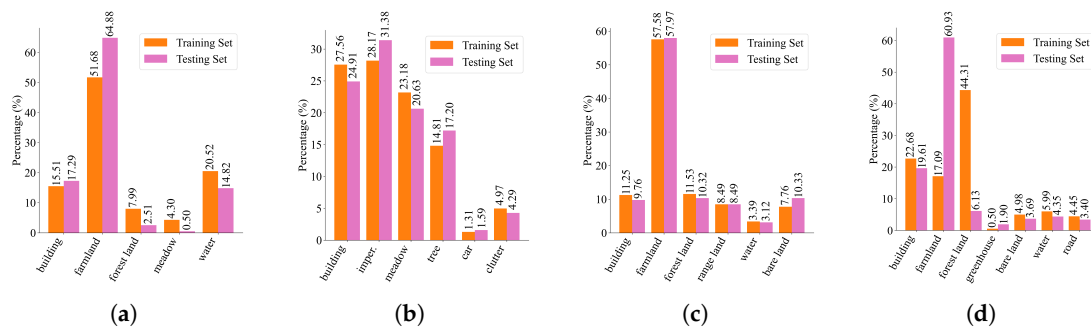 64.88
51.68
20.52
17.29
15.51
14.82
7.99
4.30
2.51
0.50
Training Set
Testing Set
Percentage (%)
60
50
40
30
20
10
0
building
farmland
forest land
meadow
water
(a)
31.38
28.17
27.56
24.91
23.18
20.63
17.20
14.81
4.97
4.29
1.59
1.31
Training Set
Testing Set
Percentage (%)
30
25
20
15
10
5
0
building
imper.
meadow
tree
car
clutter
(b)
57.58
57.97
11.25
9.76
11.53
10.32
8.49
8.49
3.39
3.12
7.76
10.33
Training Set
Testing Set
Percentage (%)
60
50
40
30
20
10
0
building
farmland
forest land
range land
water
bare land
(c)
60.93
44.31
22.68
19.61
17.09
6.13
0.50
1.90
4.98
3.69
5.99
4.35
4.45
3.40
Training Set
Testing Set
Percentage (%)
60
50
40
30
20
10
0
building
farmland
forest land
greenhouse
bare land
water
road
(d)